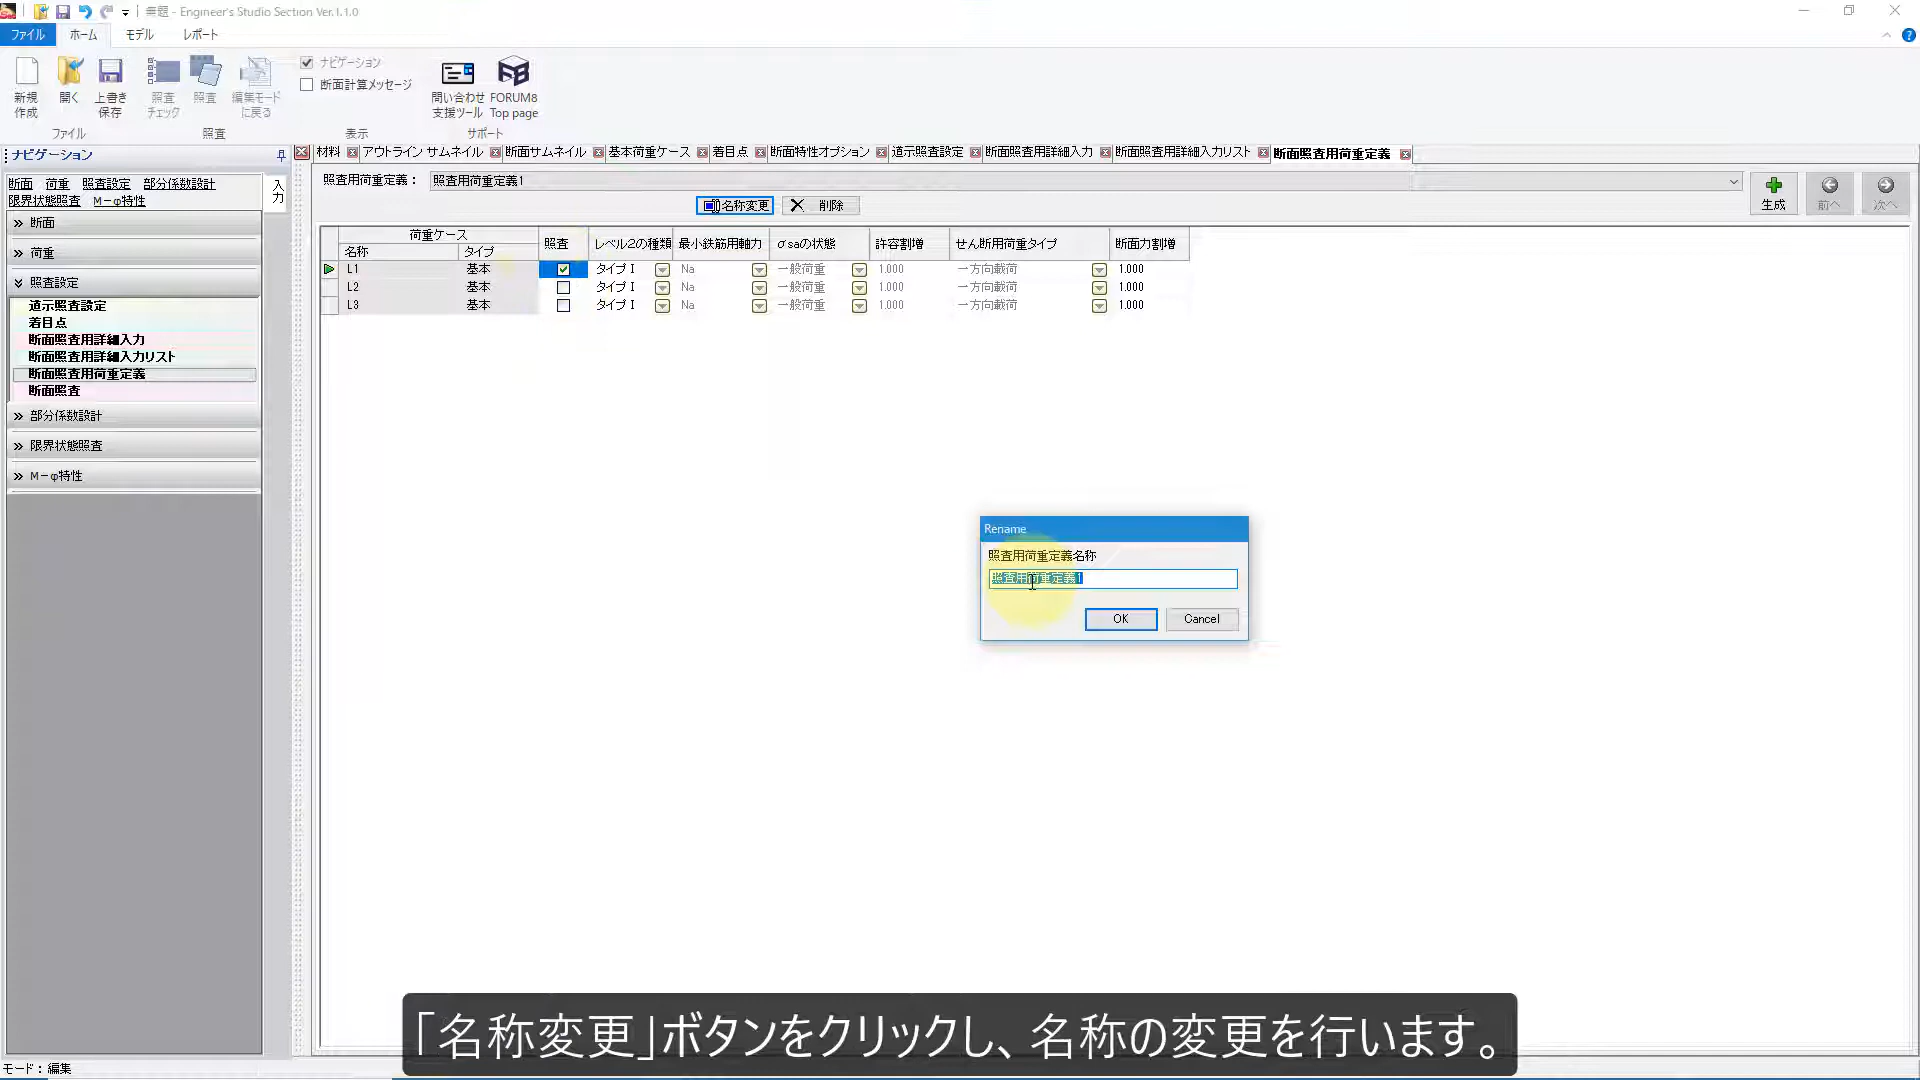 無題 - Engineer's Studio Section Ver.1.1.0
ファイル ホーム モデル レポート
新規作成 開く 上書き保存 照査チェック 照査 編集モードに戻る
ナビゲーション
断面計算メッセージ
問い合わせ支援ツール FORUM8 Top page
ファイル 照査 表示 サポート
ナビゲーション
材料 アウトライン サムネイル 断面サムネイル 基本荷重ケース 着目点 断面特性オプション 道示照査設定 断面照査用詳細入力 断面照査用詳細入力リスト 断面照査用荷重定義
断面 荷重 照査設定 部分係数設計
限界状態照査 M-φ特性
入力
断面
荷重
照査設定
道示照査設定
着目点
断面照査用詳細入力
断面照査用詳細入力リスト
断面照査用荷重定義
断面照査
部分係数設計
限界状態照査
M-φ特性
照査用荷重定義： 照査用荷重定義1
生成 前へ 次へ
名称変更 削除
荷重ケース 照査 レベル2の種類 最小鉄筋用軸力 σsaの状態 許容割増 せん断用荷重タイプ 断面力割増
名称 タイプ
L1 基本 タイプⅠ Na 一般荷重 1.000 一方向載荷 1.000
L2 基本 タイプⅠ Na 一般荷重 1.000 一方向載荷 1.000
L3 基本 タイプⅠ Na 一般荷重 1.000 一方向載荷 1.000
Rename
照査用荷重定義名称
照査用荷重定義1
OK Cancel
「名称変更」ボタンをクリックし、名称の変更を行います。
モード：編集